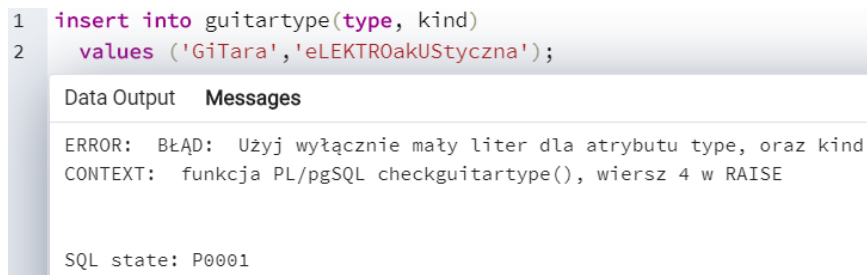 1 insert into guitartype(type, kind)
2 values ('GiTara','eLEKTROakUStyczna');
Data Output Messages
ERROR: BŁĄD: Użyj wyłącznie mały liter dla atrybutu type, oraz kind
CONTEXT: funkcja PL/pgSQL checkguitartype(), wiersz 4 w RAISE
SQL state: P0001